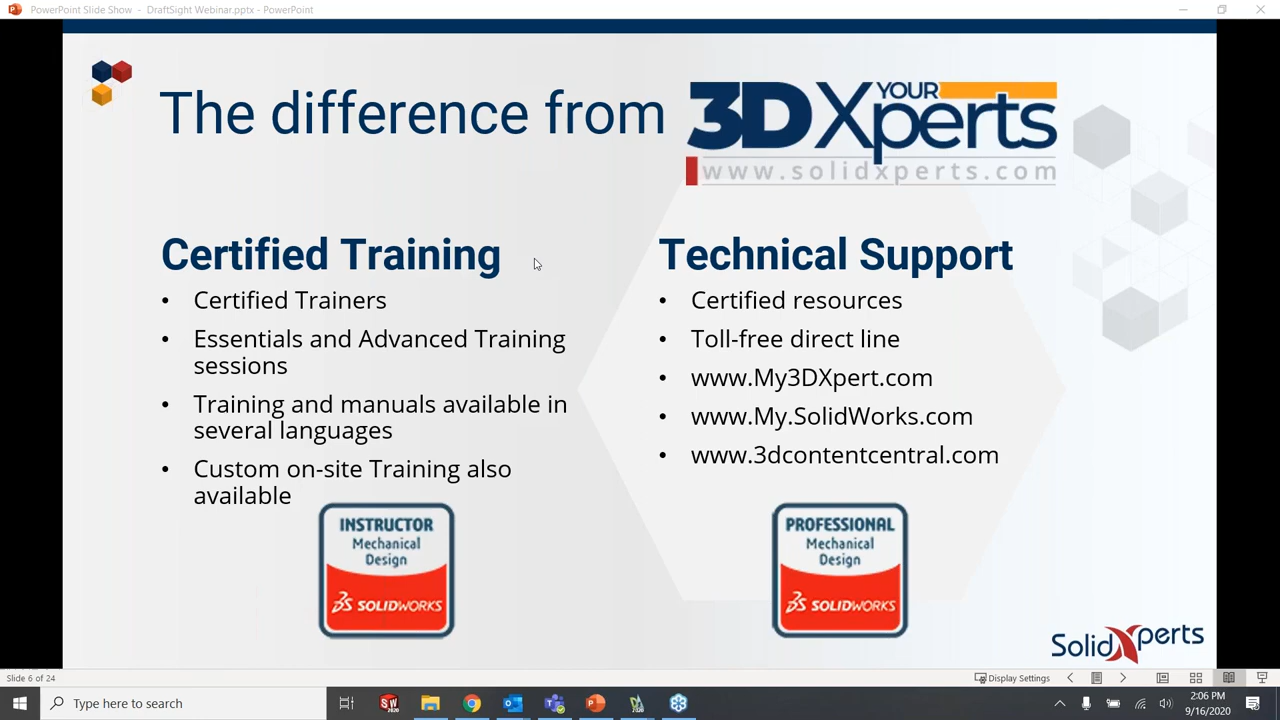 PowerPoint Slide Show - DraftSight Webinar.pptx - PowerPoint
The difference from
YOUR
3DXperts
www.solidxperts.com
Certified Training
• Certified Trainers
• Essentials and Advanced Training
sessions
• Training and manuals available in
several languages
• Custom on-site Training also
available
INSTRUCTOR
Mechanical
Design
SOLIDWORKS
Technical Support
• Certified resources
• Toll-free direct line
• www.My3DXpert.com
• www.My.SolidWorks.com
• www.3dcontentcentral.com
PROFESSIONAL
Mechanical
Design
SOLIDWORKS
SolidXperts
Slide 6 of 24
Display Settings
Type here to search
SW
2020
2:06 PM
9/16/2020